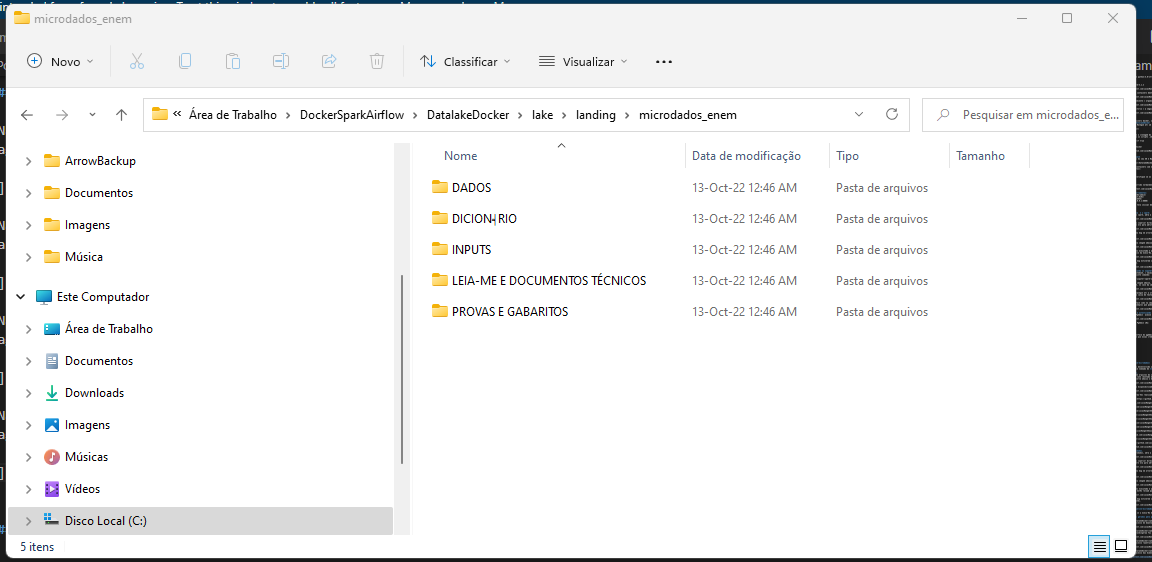 microdados_enem
Novo
Classificar
Visualizar
Área de Trabalho > DockerSparkAirflow > DatalakeDocker > lake > landing > microdados_enem
Pesquisar em microdados_e...
ArrowBackup
Documentos
Imagens
Música
Este Computador
Área de Trabalho
Documentos
Downloads
Imagens
Músicas
Vídeos
Disco Local (C:)
Nome Data de modificação Tipo Tamanho
DADOS 13-Oct-22 12:46 AM Pasta de arquivos
DICION┤RIO 13-Oct-22 12:46 AM Pasta de arquivos
INPUTS 13-Oct-22 12:46 AM Pasta de arquivos
LEIA-ME E DOCUMENTOS TÉCNICOS 13-Oct-22 12:46 AM Pasta de arquivos
PROVAS E GABARITOS 13-Oct-22 12:46 AM Pasta de arquivos
5 itens